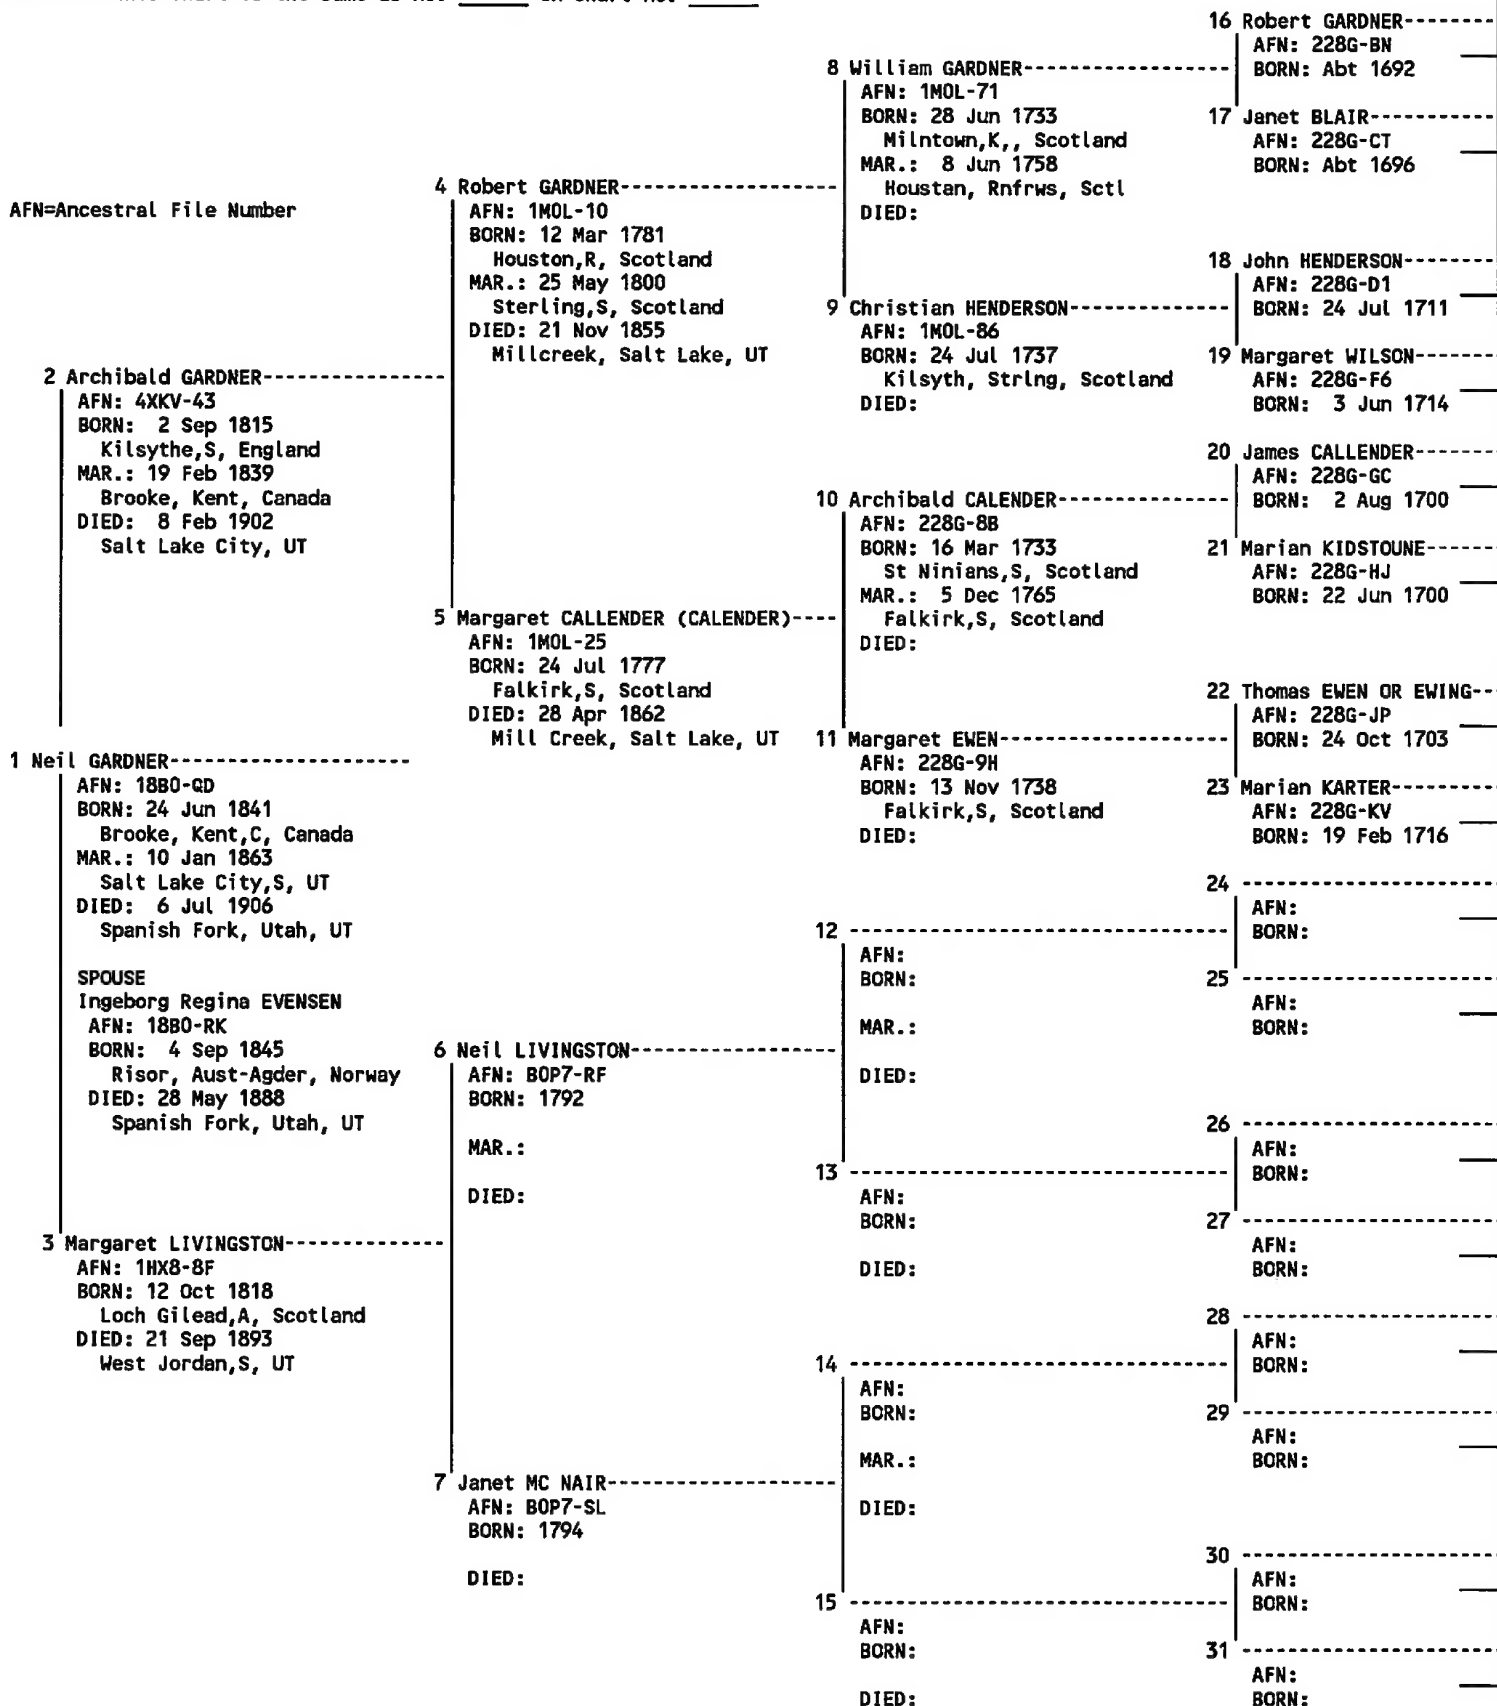 16 Robert GARDNER
AFN: 228G-BN
BORN: Abt 1692
8 William GARDNER
AFN: 1MOL-71
BORN: 28 Jun 1733
Milntown,K,, Scotland
MAR.: 8 Jun 1758
Houstan, Rnfrws, Sctl
DIED:
17 Janet BLAIR
AFN: 228G-CT
BORN: Abt 1696
4 Robert GARDNER
AFN: 1MOL-10
BORN: 12 Mar 1781
Houston,R, Scotland
MAR.: 25 May 1800
Sterling,S, Scotland
DIED: 21 Nov 1855
Millcreek, Salt Lake, UT
AFN=Ancestral File Number
18 John HENDERSON
AFN: 228G-D1
BORN: 24 Jul 1711
9 Christian HENDERSON
AFN: 1MOL-86
BORN: 24 Jul 1737
Kilsyth, Strlng, Scotland
DIED:
19 Margaret WILSON
AFN: 228G-F6
BORN: 3 Jun 1714
2 Archibald GARDNER
AFN: 4XKV-43
BORN: 2 Sep 1815
Kilsythe,S, England
MAR.: 19 Feb 1839
Brooke, Kent, Canada
DIED: 8 Feb 1902
Salt Lake City, UT
20 James CALLENDER
AFN: 228G-GC
BORN: 2 Aug 1700
10 Archibald CALENDER
AFN: 228G-8B
BORN: 16 Mar 1733
St Ninians,S, Scotland
MAR.: 5 Dec 1765
Falkirk,S, Scotland
DIED:
21 Marian KIDSTOUNE
AFN: 228G-HJ
BORN: 22 Jun 1700
5 Margaret CALLENDER (CALENDER)
AFN: 1MOL-25
BORN: 24 Jul 1777
Falkirk,S, Scotland
DIED: 28 Apr 1862
Mill Creek, Salt Lake, UT
22 Thomas EWEN OR EWING
AFN: 228G-JP
BORN: 24 Oct 1703
11 Margaret EWEN
AFN: 228G-9H
BORN: 13 Nov 1738
Falkirk,S, Scotland
DIED:
23 Marian KARTER
AFN: 228G-KV
BORN: 19 Feb 1716
1 Neil GARDNER
AFN: 18B0-QD
BORN: 24 Jun 1841
Brooke, Kent,C, Canada
MAR.: 10 Jan 1863
Salt Lake City,S, UT
DIED: 6 Jul 1906
Spanish Fork, Utah, UT
SPOUSE
Ingeborg Regina EVENSEN
AFN: 18B0-RK
BORN: 4 Sep 1845
Risor, Aust-Agder, Norway
DIED: 28 May 1888
Spanish Fork, Utah, UT
24
AFN:
BORN:
12
AFN:
BORN:
MAR.:
DIED:
25
AFN:
BORN:
6 Neil LIVINGSTON
AFN: B0P7-RF
BORN: 1792
MAR.:
DIED:
26
AFN:
BORN:
13
AFN:
BORN:
DIED:
27
AFN:
BORN:
3 Margaret LIVINGSTON
AFN: 1HX8-8F
BORN: 12 Oct 1818
Loch Gilead,A, Scotland
DIED: 21 Sep 1893
West Jordan,S, UT
28
AFN:
BORN:
14
AFN:
BORN:
MAR.:
DIED:
29
AFN:
BORN:
7 Janet MC NAIR
AFN: B0P7-SL
BORN: 1794
DIED:
30
AFN:
BORN:
15
AFN:
BORN:
DIED:
31
AFN:
BORN: